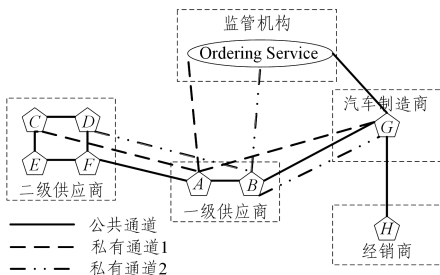 监管机构
Ordering Service
汽车制造商
C
D
G
E
F
A
B
二级供应商
一级供应商
H
经销商
公共通道
私有通道1
私有通道2